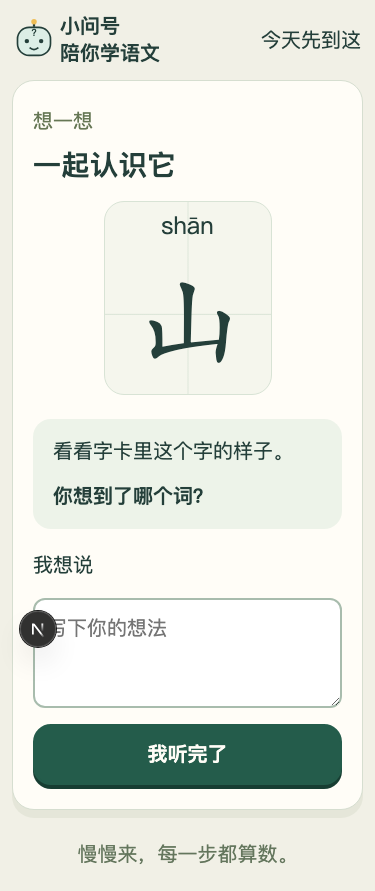 小问号
陪你学语文
今天先到这
想一想
一起认识它
shān
山
看看字卡里这个字的样子。
你想到了哪个词?
我想说
N
写下你的想法
我听完了
慢慢来，每一步都算数。